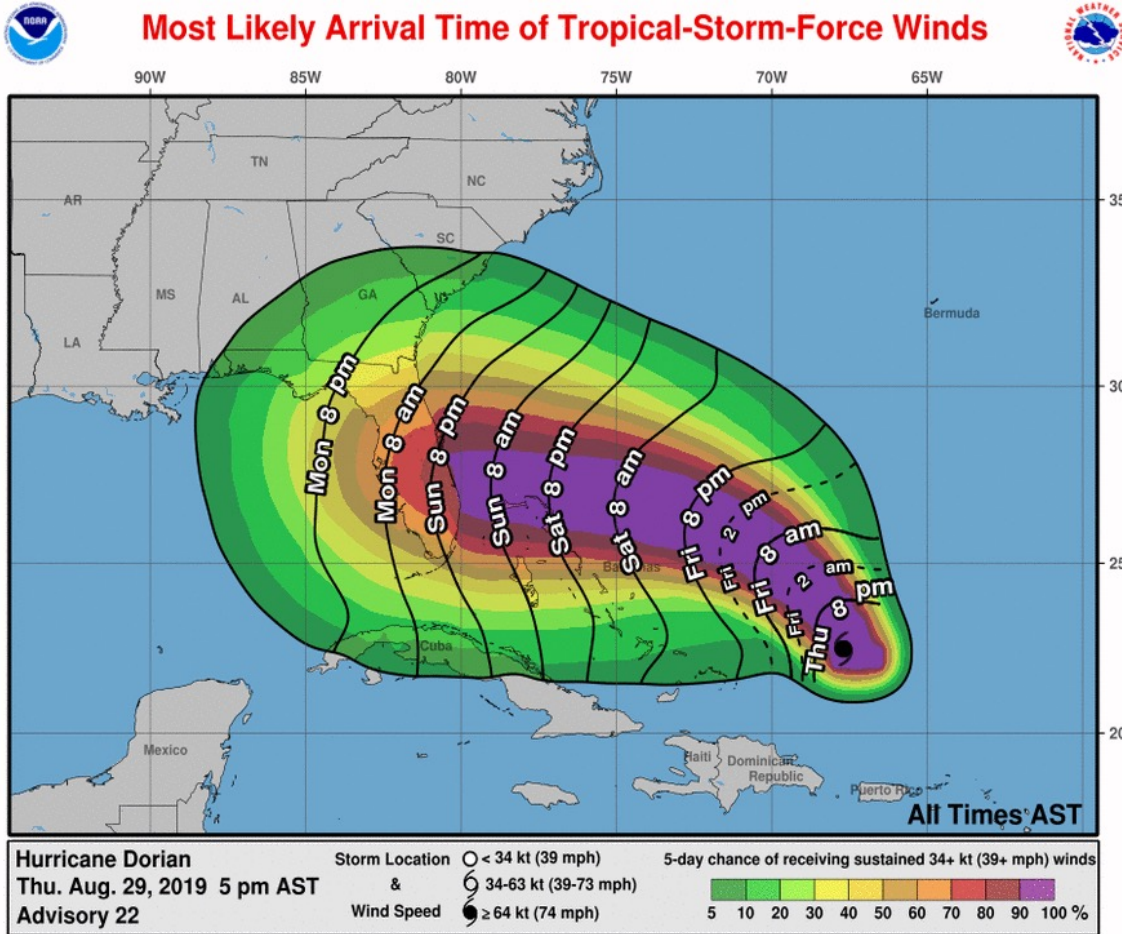 NOAA
Most Likely Arrival Time of Tropical-Storm-Force Winds
90W 85W 80W 75W 70W 65W
TN
NC
AR
35
SC
MS
AL
GA
Bermuda
LA
30
Mon 8 pm
Mon 8 am
Sun 8 pm
Sun 8 am
Sat 8 pm
Sat 8 am
Fri 8 pm
Fri 2 pm
Fri 8 am
Fri 2 am
Thu 8 pm
25
Cuba
20
Mexico
Haiti
Dominican
Republic
All Times AST
Hurricane Dorian
Thu. Aug. 29, 2019 5 pm AST
Advisory 22
Storm Location
&
Wind Speed
< 34 kt (39 mph)
34-63 kt (39-73 mph)
≥ 64 kt (74 mph)
5-day chance of receiving sustained 34+ kt (39+ mph) winds
5 10 20 30 40 50 60 70 80 90 100 %